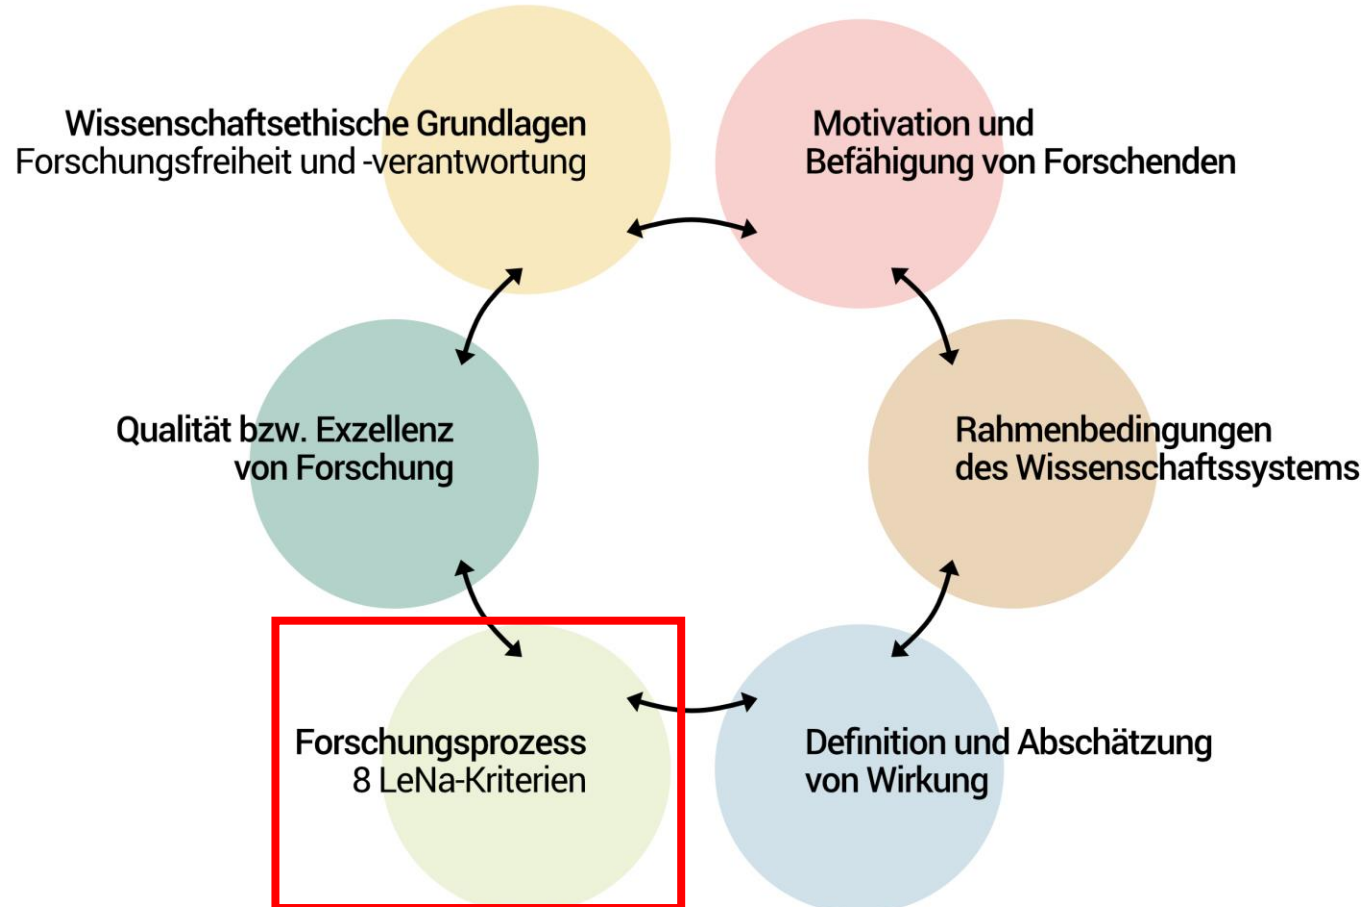 Wissenschaftsethische Grundlagen
Forschungsfreiheit und -verantwortung
Motivation und
Befähigung von Forschenden
Qualität bzw. Exzellenz
von Forschung
Rahmenbedingungen
des Wissenschaftssystems
Forschungsprozess
8 LeNa-Kriterien
Definition und Abschätzung
von Wirkung